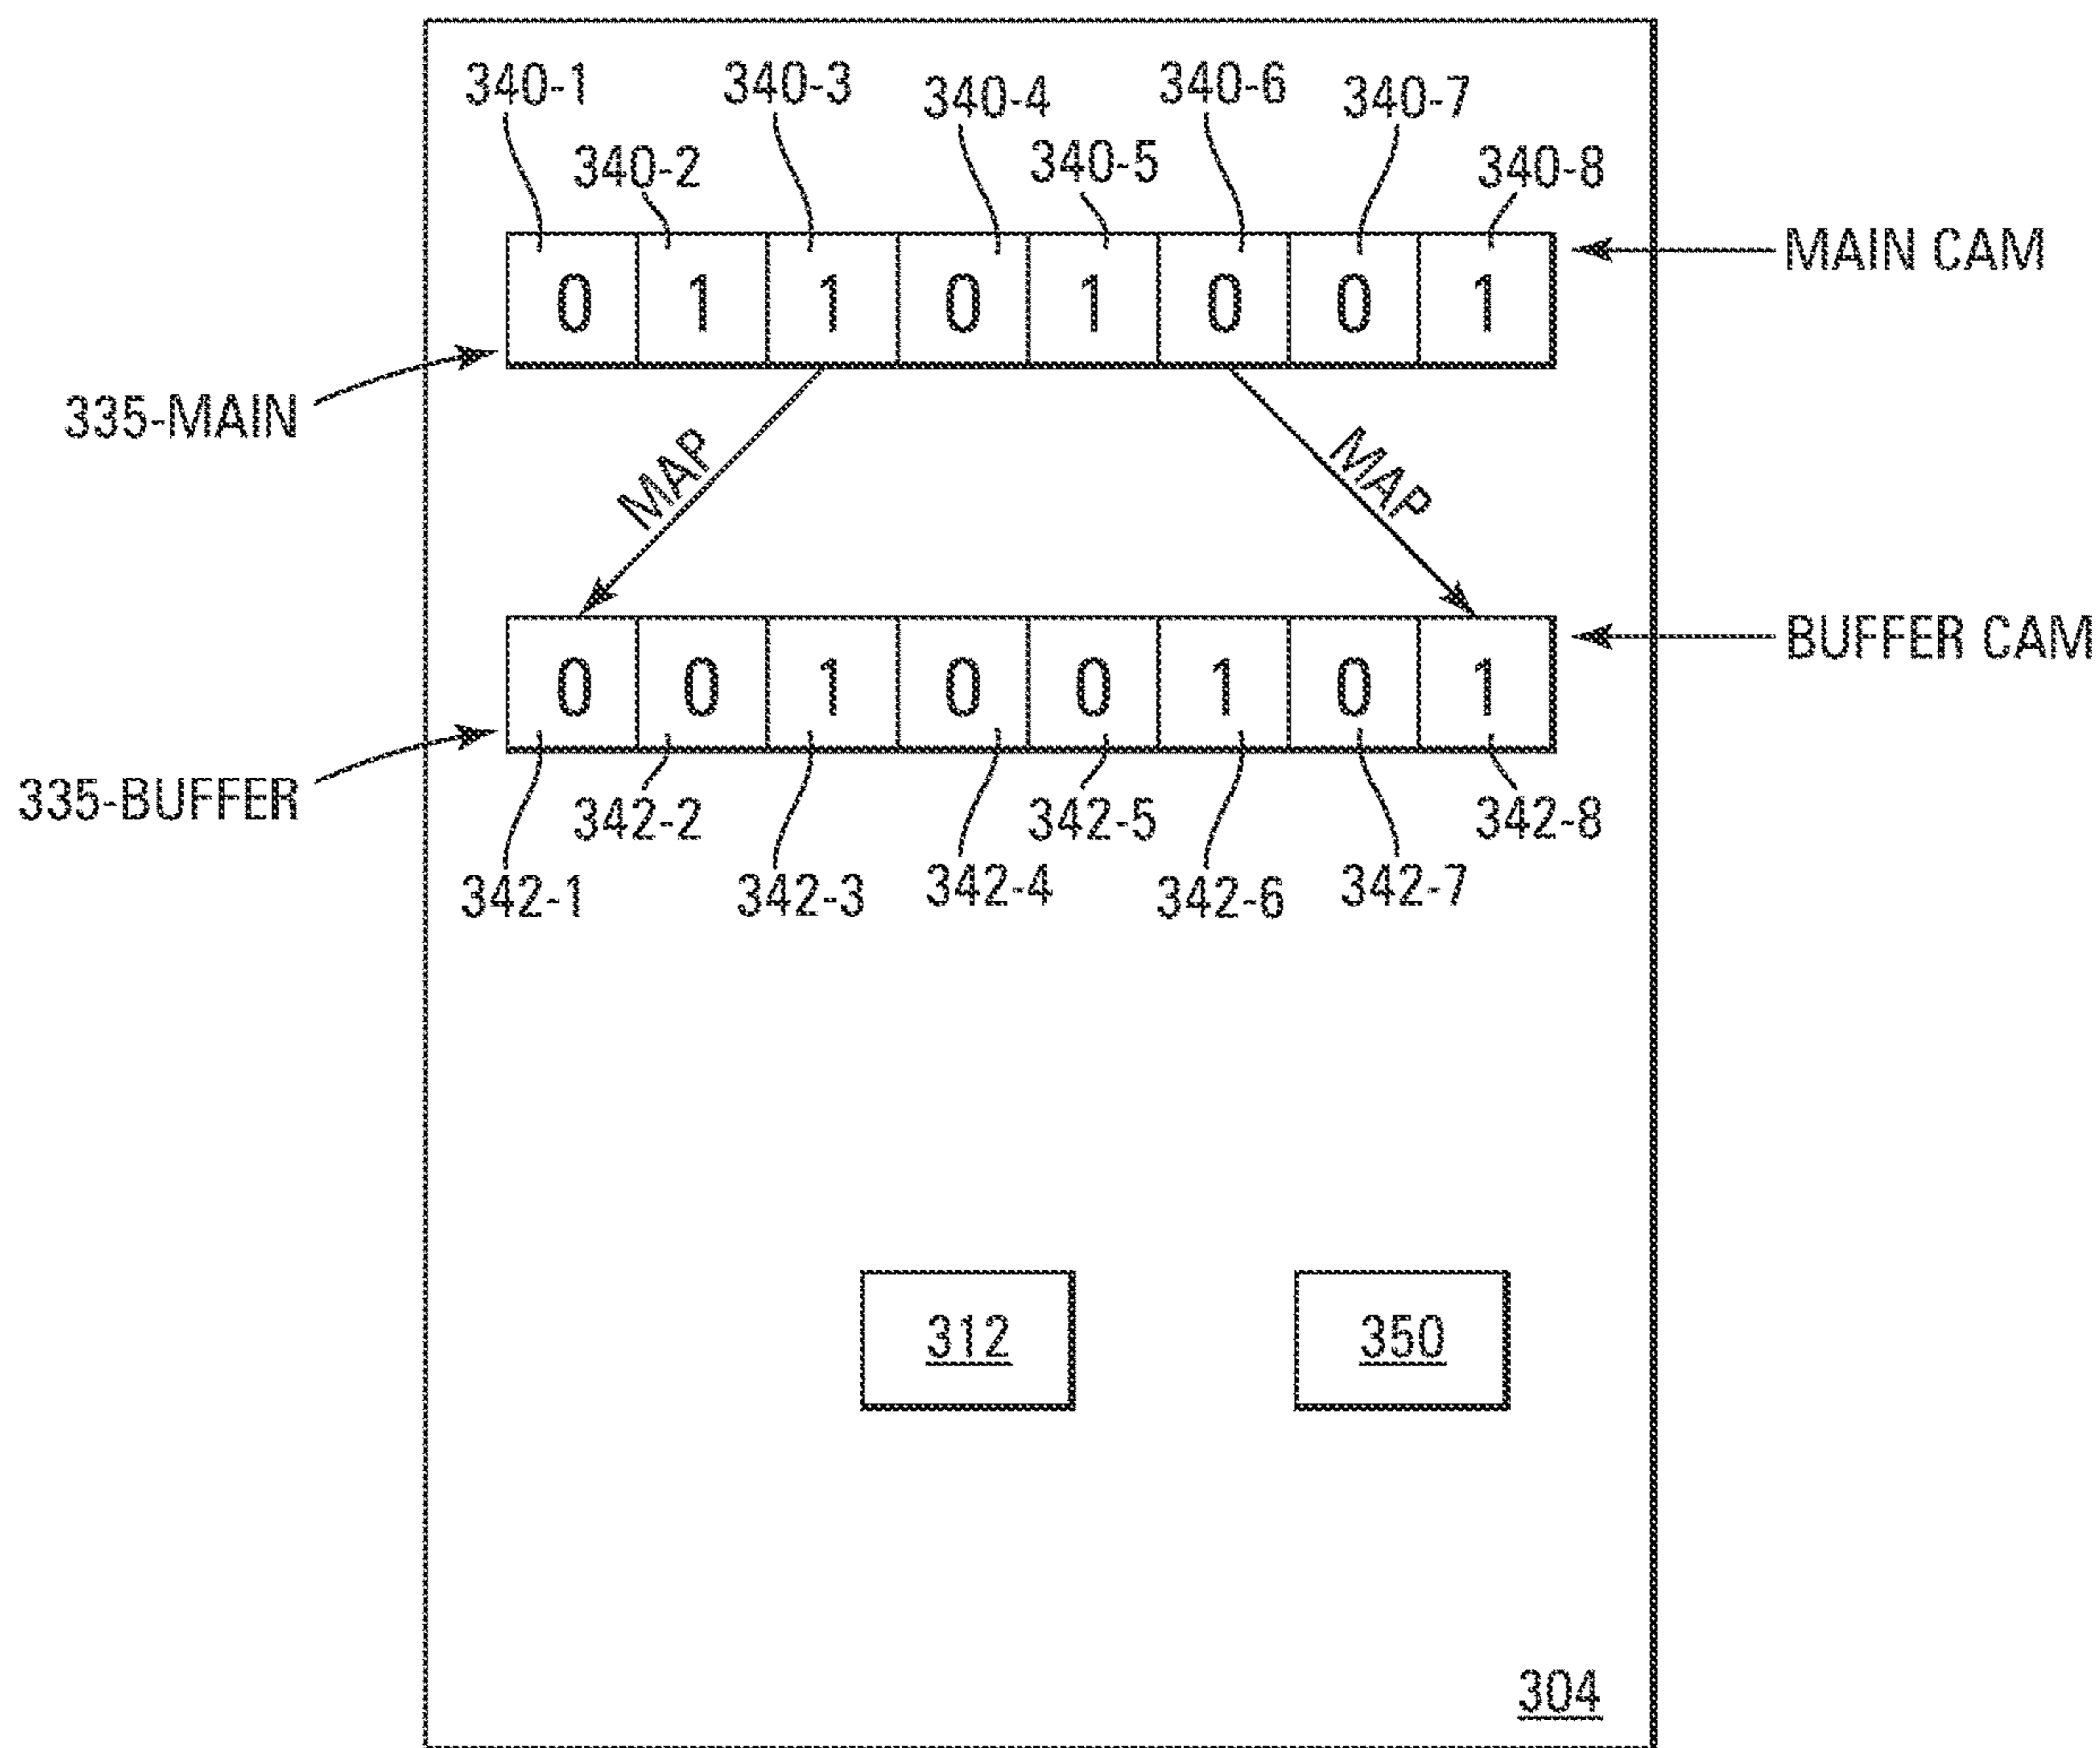 340-1 340-3 340-4 340-6 340-7
340-2 340-5 340-8
MAIN CAM
0 1 1 0 1 0 0 1
335-MAIN
MAP MAP
BUFFER CAM
0 0 1 0 0 1 0 1
335-BUFFER
342-2 342-5 342-8
342-1 342-3 342-4 342-6 342-7
312 350
304